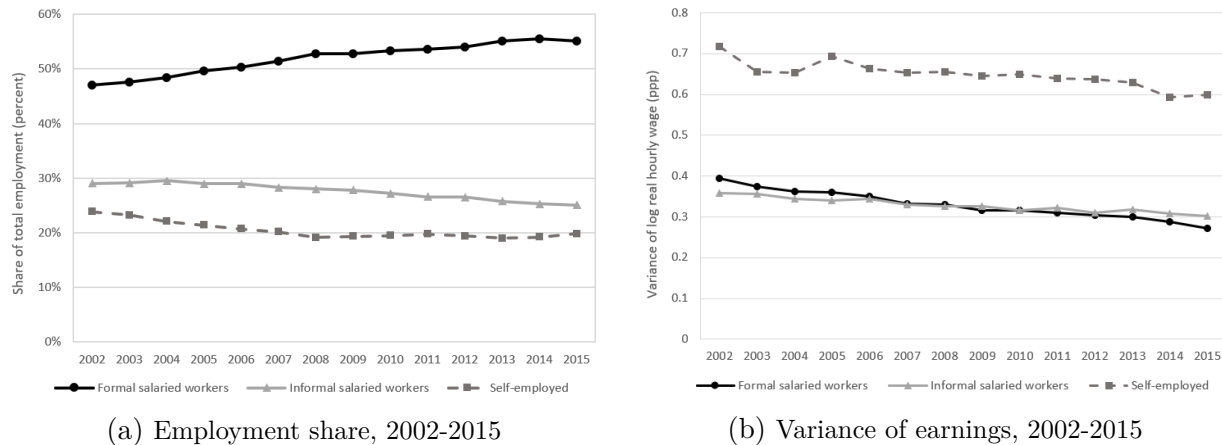 60%
50%
40%
30%
20%
10%
0%
Share of total employment (percent)
2002 2003 2004 2005 2006 2007 2008 2009 2010 2011 2012 2013 2014 2015
Formal salaried workers Informal salaried workers Self-employed
(a) Employment share, 2002-2015
0.8
0.7
0.6
0.5
0.4
0.3
0.2
0.1
0
Variance of log real hourly wage (ppp)
2002 2003 2004 2005 2006 2007 2008 2009 2010 2011 2012 2013 2014 2015
Formal salaried workers Informal salaried workers Self-employed
(b) Variance of earnings, 2002-2015